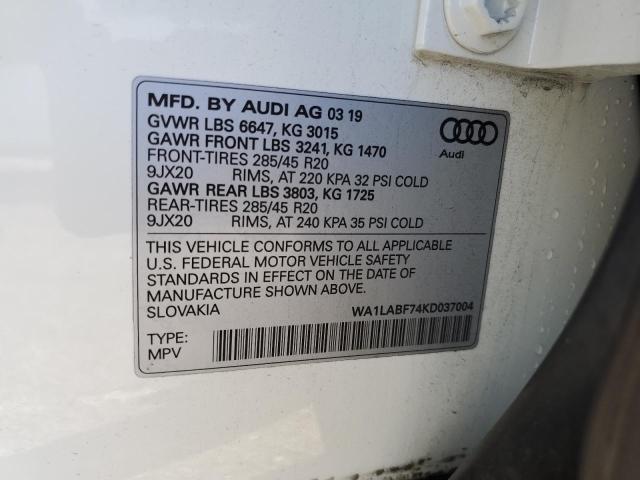 MFD. BY AUDI AG 03 19
GVWR LBS 6647, KG 3015
GAWR FRONT LBS 3241, KG 1470
FRONT-TIRES 285/45 R20
9JX20 RIMS, AT 220 KPA 32 PSI COLD
GAWR REAR LBS 3803, KG 1725
REAR-TIRES 285/45 R20
9JX20 RIMS, AT 240 KPA 35 PSI COLD
Audi
THIS VEHICLE CONFORMS TO ALL APPLICABLE
U.S. FEDERAL MOTOR VEHICLE SAFETY
STANDARDS IN EFFECT ON THE DATE OF
MANUFACTURE SHOWN ABOVE.
SLOVAKIA
WA1LABF74KD037004
TYPE:
MPV